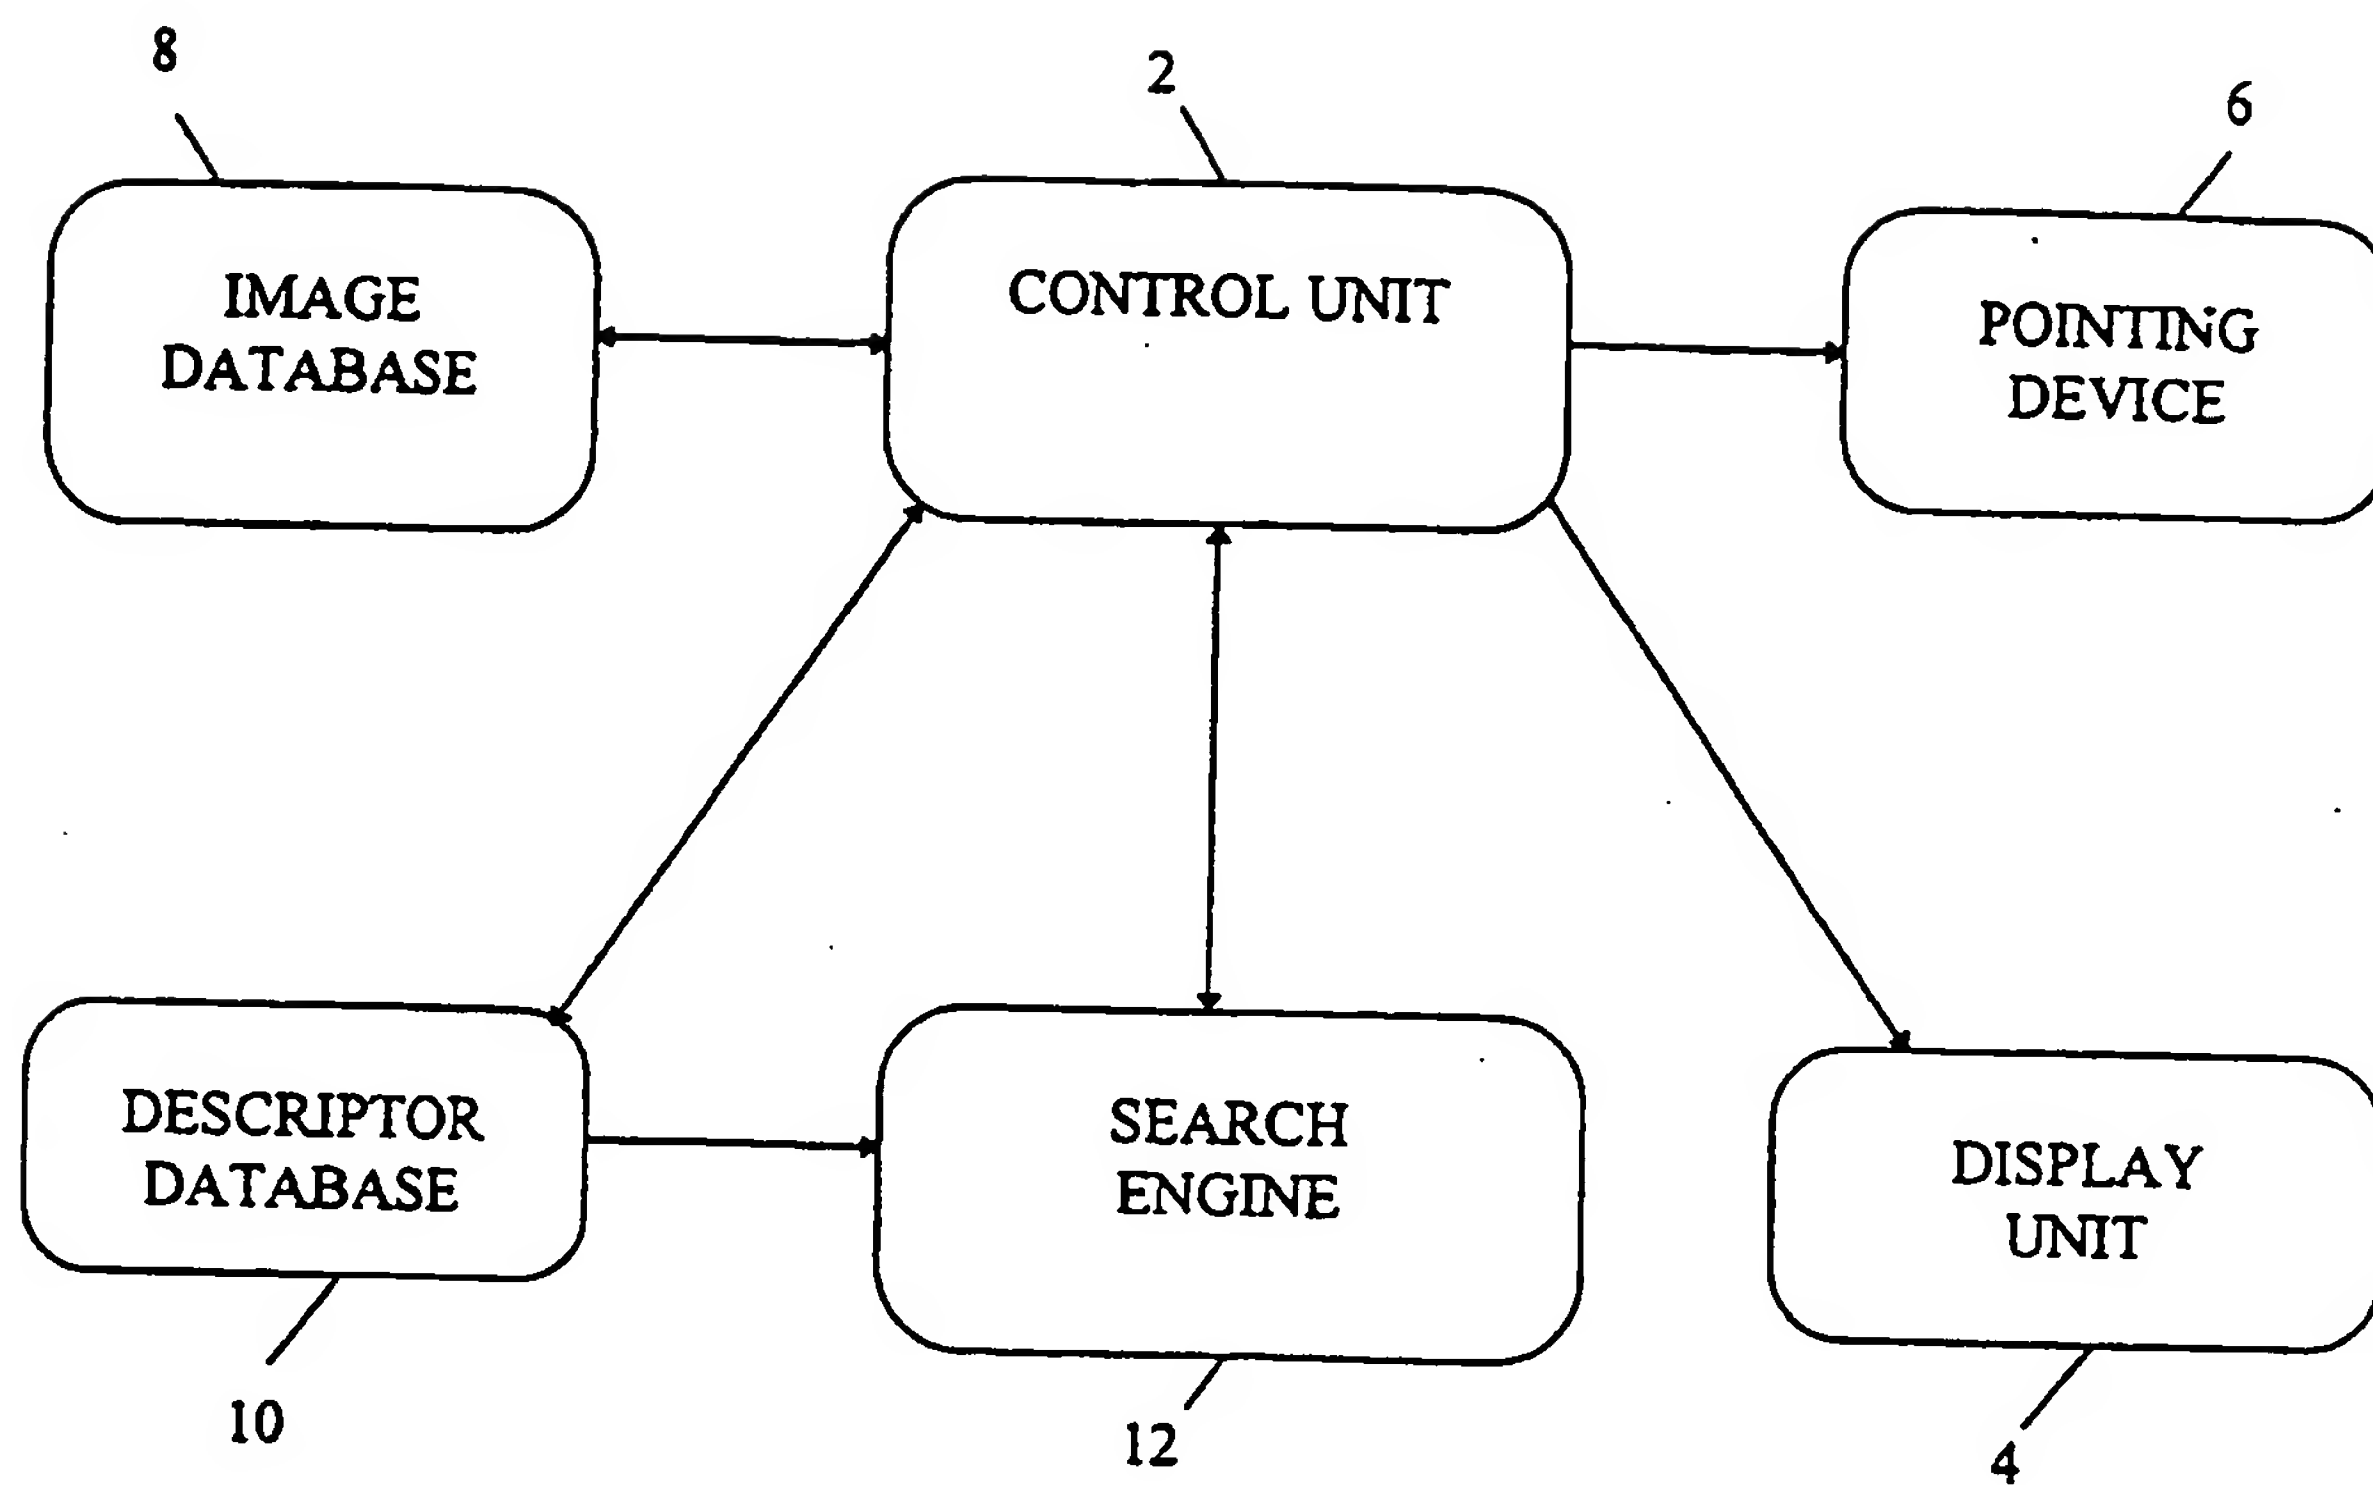 8
2
6
IMAGE
DATABASE
CONTROL UNIT
POINTING
DEVICE
DESCRIPTOR
DATABASE
SEARCH
ENGINE
DISPLAY
UNIT
10
12
4